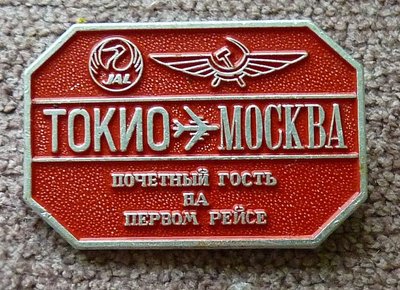 JAL
ТОКИО МОСКВА
ПОЧЕТНЫЙ ГОСТЬ
НА
ПЕРВОМ РЕЙСЕ